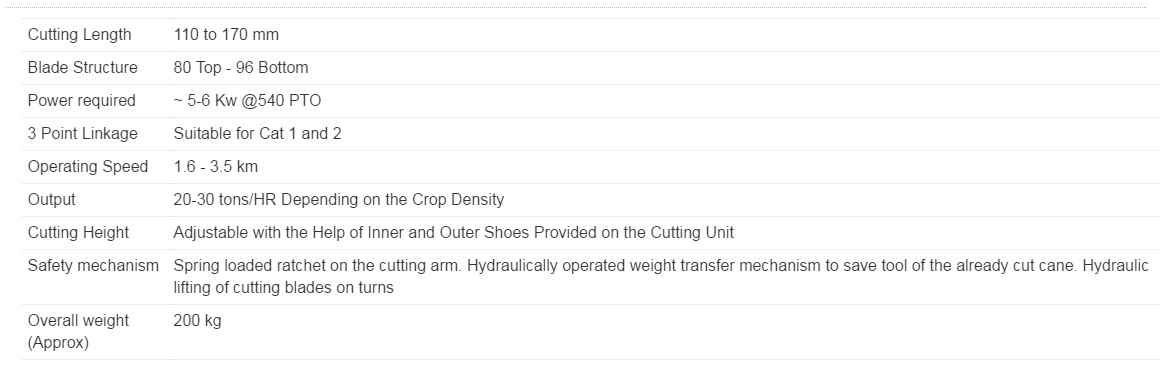 Cutting Length 110 to 170 mm
Blade Structure 80 Top - 96 Bottom
Power required ~ 5-6 Kw @540 PTO
3 Point Linkage Suitable for Cat 1 and 2
Operating Speed 1.6 - 3.5 km
Output 20-30 tons/HR Depending on the Crop Density
Cutting Height Adjustable with the Help of Inner and Outer Shoes Provided on the Cutting Unit
Safety mechanism Spring loaded ratchet on the cutting arm. Hydraulically operated weight transfer mechanism to save tool of the already cut cane. Hydraulic
lifting of cutting blades on turns
Overall weight 200 kg
(Approx)